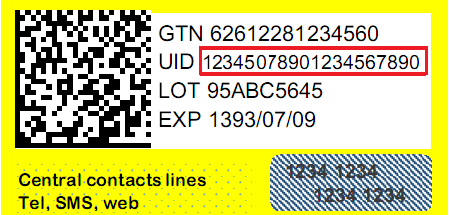 GTN 62612281234560
UID 12345078901234567890
LOT 95ABC5645
EXP 1393/07/09
Central contacts lines
Tel, SMS, web
1234 1234
1234 1234